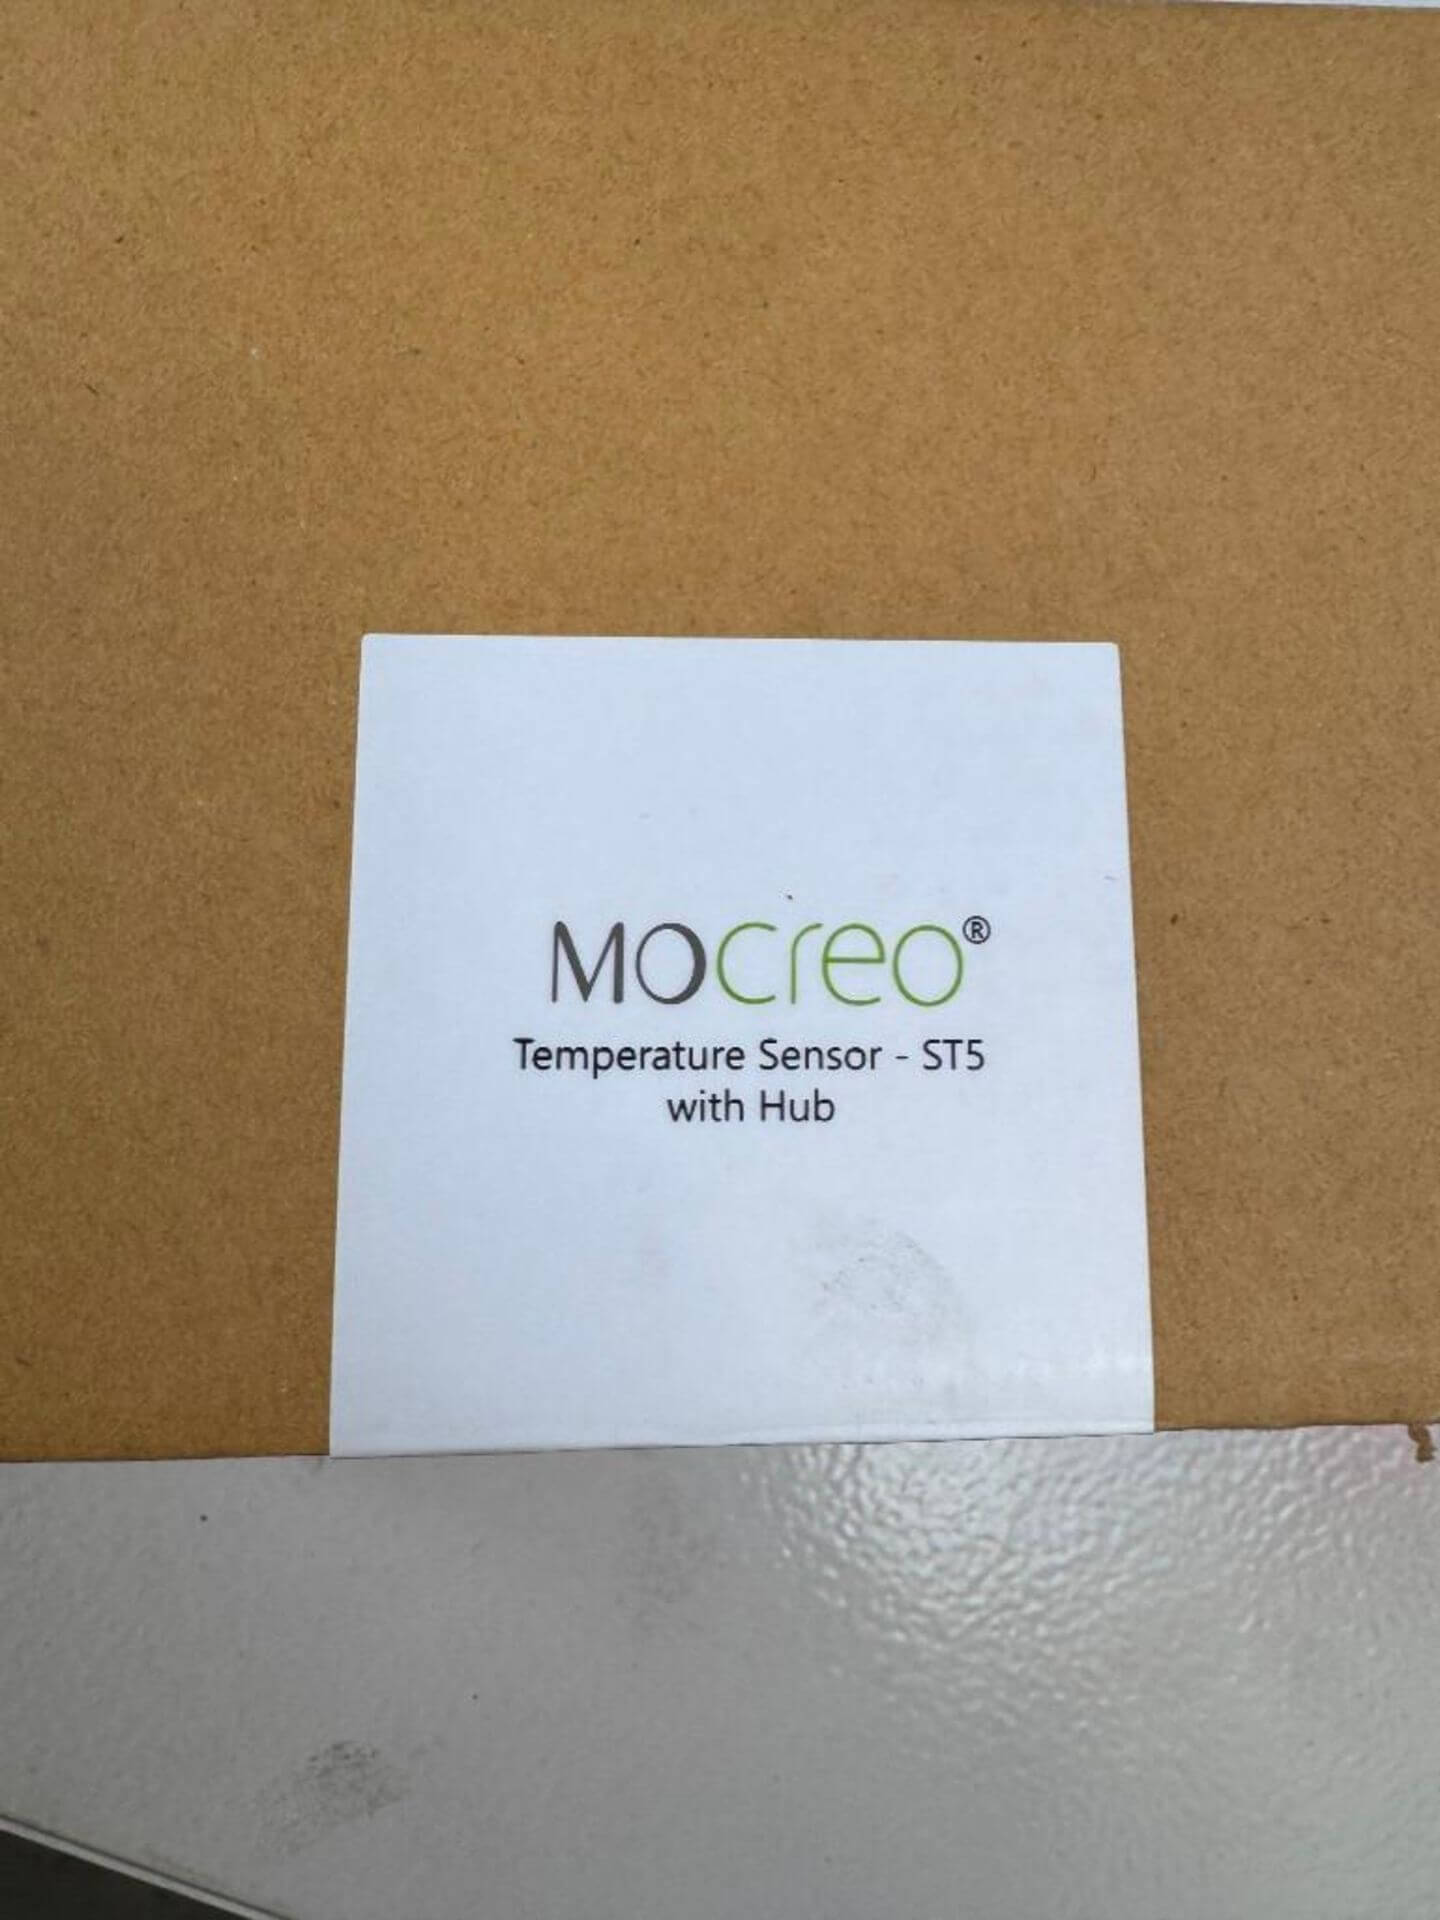 MOCreo®
Temperature Sensor - ST5
with Hub